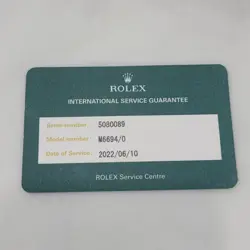 ROLEX
INTERNATIONAL SERVICE GUARANTEE
Serial number 5080089
Model number M6694/0
Date of Service 2022/06/10
ROLEX Service Centre